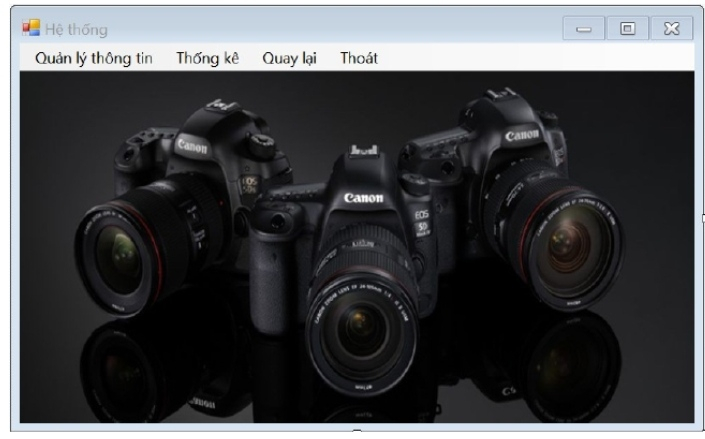 Hệ thống
Quản lý thông tin Thống kê Quay lại Thoát
Canon
Canon
Canon
EOS
5D